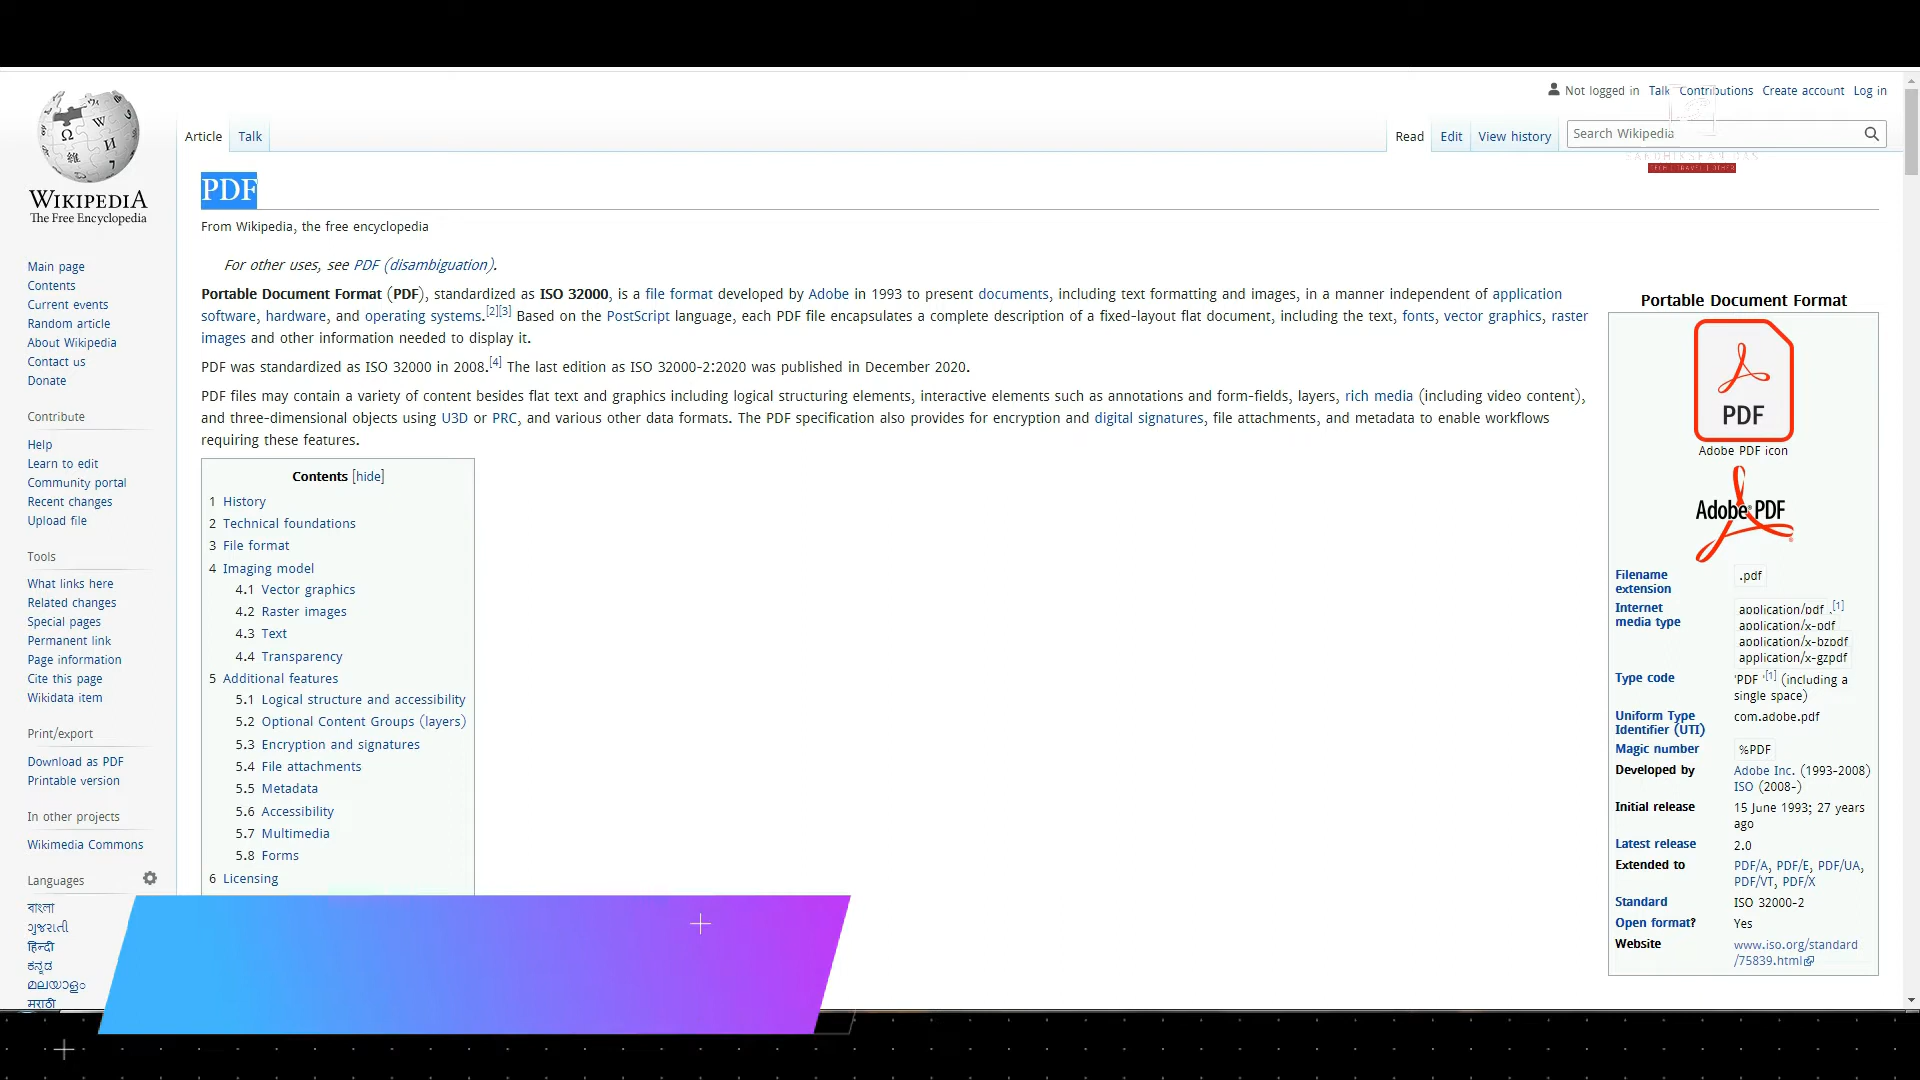 Not logged in Talk Contributions Create account Log in
Article Talk Read Edit View history Search Wikipedia
TECH | TRAVEL | OTHER
WIKIPEDIA
The Free Encyclopedia
Main page
Contents
Current events
Random article
About Wikipedia
Contact us
Donate
Contribute
Help
Learn to edit
Community portal
Recent changes
Upload file
Tools
What links here
Related changes
Special pages
Permanent link
Page information
Cite this page
Wikidata item
Print/export
Download as PDF
Printable version
In other projects
Wikimedia Commons
Languages
বাংলা
ગુજરાતી
हिन्दी
ಕನ್ನಡ
മലയാളം
मराठी
PDF
From Wikipedia, the free encyclopedia
For other uses, see PDF (disambiguation).
Portable Document Format (PDF), standardized as ISO 32000, is a file format developed by Adobe in 1993 to present documents, including text formatting and images, in a manner independent of application
software, hardware, and operating systems.[2][3] Based on the PostScript language, each PDF file encapsulates a complete description of a fixed-layout flat document, including the text, fonts, vector graphics, raster
images and other information needed to display it.
PDF was standardized as ISO 32000 in 2008.[4] The last edition as ISO 32000-2:2020 was published in December 2020.
PDF files may contain a variety of content besides flat text and graphics including logical structuring elements, interactive elements such as annotations and form-fields, layers, rich media (including video content),
and three-dimensional objects using U3D or PRC, and various other data formats. The PDF specification also provides for encryption and digital signatures, file attachments, and metadata to enable workflows
requiring these features.
Contents [hide]
1 History
2 Technical foundations
3 File format
4 Imaging model
4.1 Vector graphics
4.2 Raster images
4.3 Text
4.4 Transparency
5 Additional features
5.1 Logical structure and accessibility
5.2 Optional Content Groups (layers)
5.3 Encryption and signatures
5.4 File attachments
5.5 Metadata
5.6 Accessibility
5.7 Multimedia
5.8 Forms
6 Licensing
Portable Document Format
PDF
Adobe PDF icon
Adobe PDF
Filename extension .pdf
Internet media type application/pdf ,[1]
application/x-pdf
application/x-bzpdf
application/x-gzpdf
Type code 'PDF '[1] (including a
single space)
Uniform Type Identifier (UTI) com.adobe.pdf
Magic number %PDF
Developed by Adobe Inc. (1993-2008)
ISO (2008-)
Initial release 15 June 1993; 27 years
ago
Latest release 2.0
Extended to PDF/A, PDF/E, PDF/UA,
PDF/VT, PDF/X
Standard ISO 32000-2
Open format? Yes
Website www.iso.org/standard
/75839.html